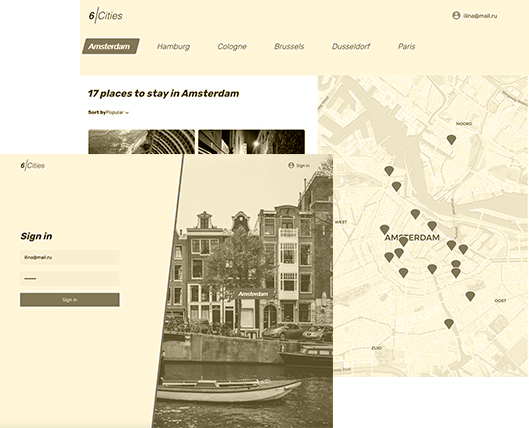 6 Cities
ilina@mail.ru
Amsterdam Hamburg Cologne Brussels Dusseldorf Paris
17 places to stay in Amsterdam
Sort by Popular
NOORD
WEST
AMSTERDAM
OOST
ZUID
6 Cities
Sign in
Sign in
ilina@mail.ru
Sign in
Amsterdam